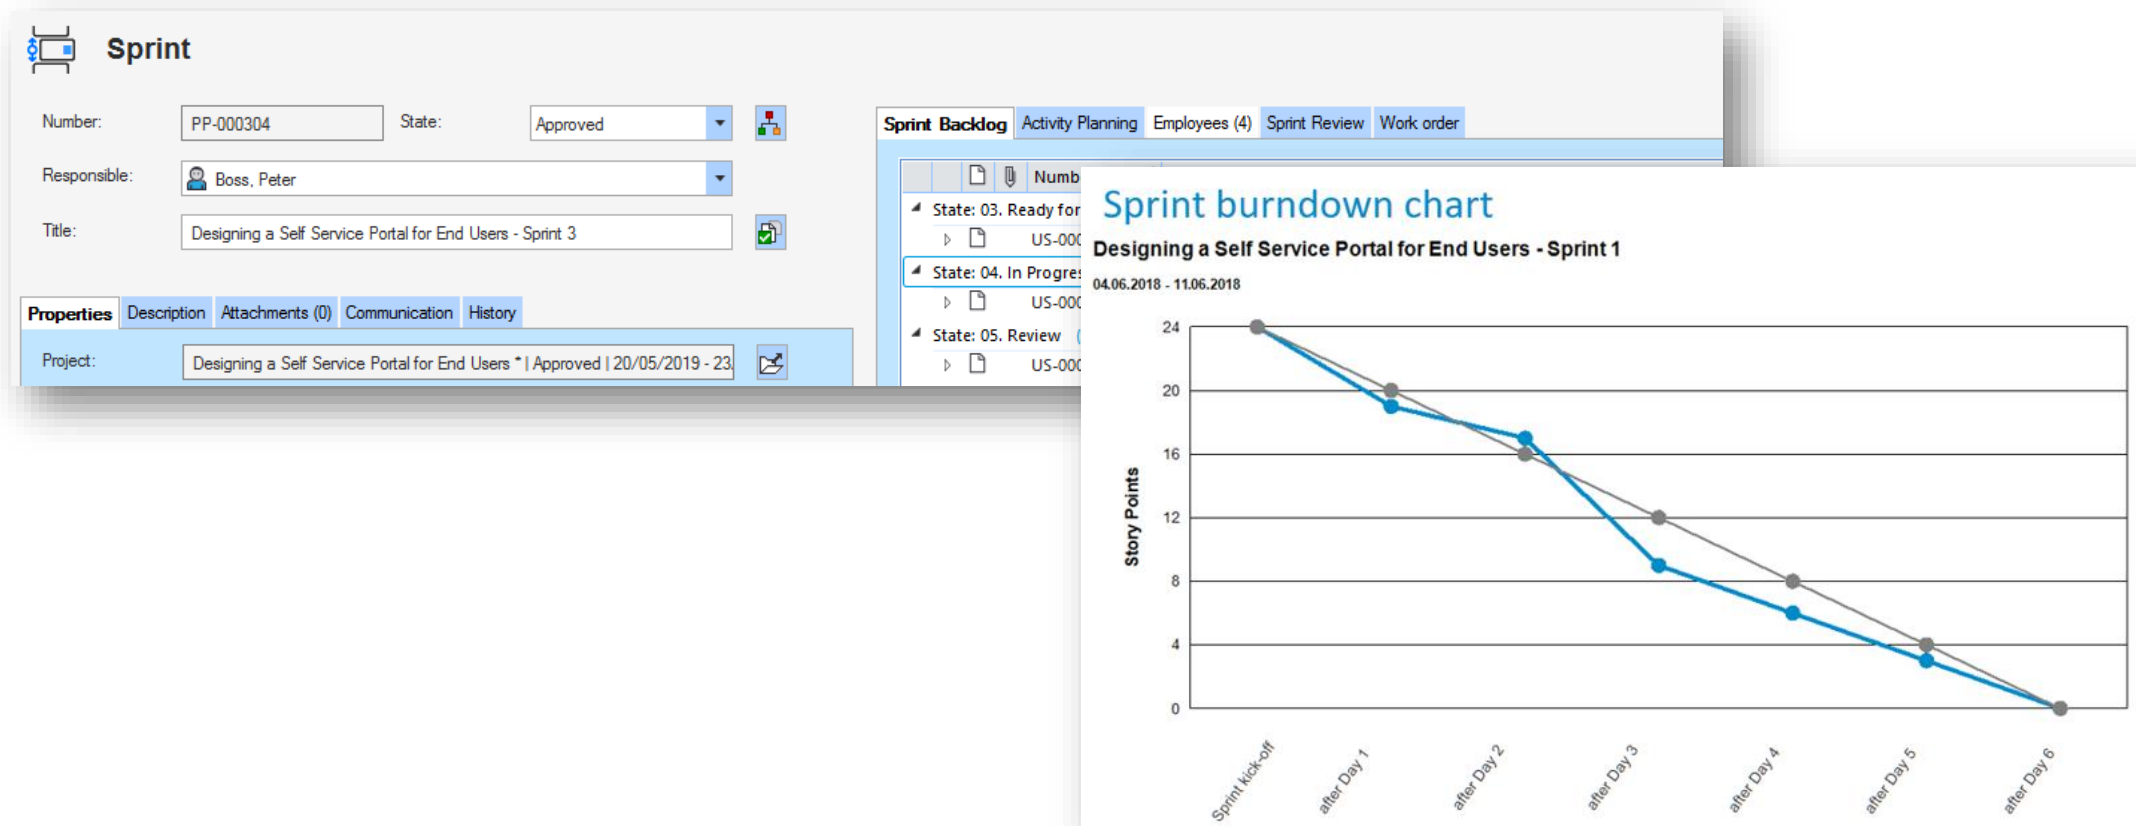 Sprint
Number:
PP-000304
State:
Approved
Responsible:
Boss, Peter
Title:
Designing a Self Service Portal for End Users - Sprint 3
Properties Description Attachments (0) Communication History
Project:
Designing a Self Service Portal for End Users * | Approved | 20/05/2019 - 23.
Sprint Backlog Activity Planning Employees (4) Sprint Review Work order
Numb
State: 03. Ready for
US-000
State: 04. In Progres
US-000
State: 05. Review
US-000
Sprint burndown chart
Designing a Self Service Portal for End Users - Sprint 1
04.06.2018 - 11.06.2018
Story Points
24
20
16
12
8
4
0
Sprint kick-off
after Day 1
after Day 2
after Day 3
after Day 4
after Day 5
after Day 6